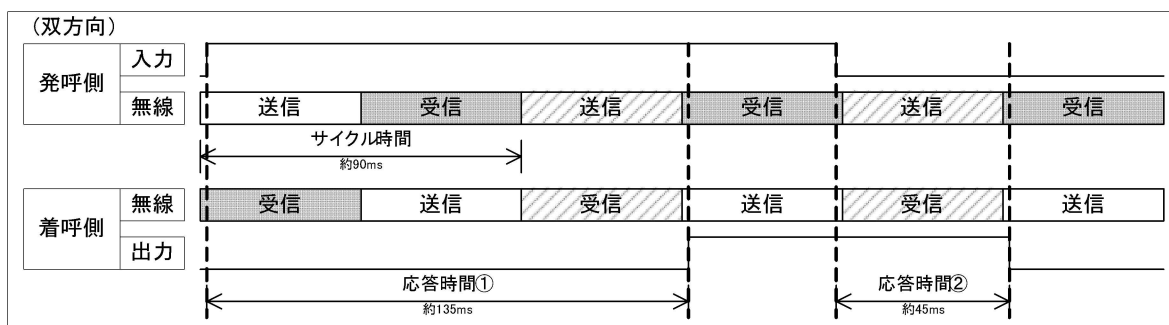 （双方向）
発呼側
入力
無線
送信
受信
送信
受信
送信
受信
サイクル時間
約90ms
着呼側
無線
受信
送信
受信
送信
受信
送信
出力
応答時間①
約135ms
応答時間②
約45ms